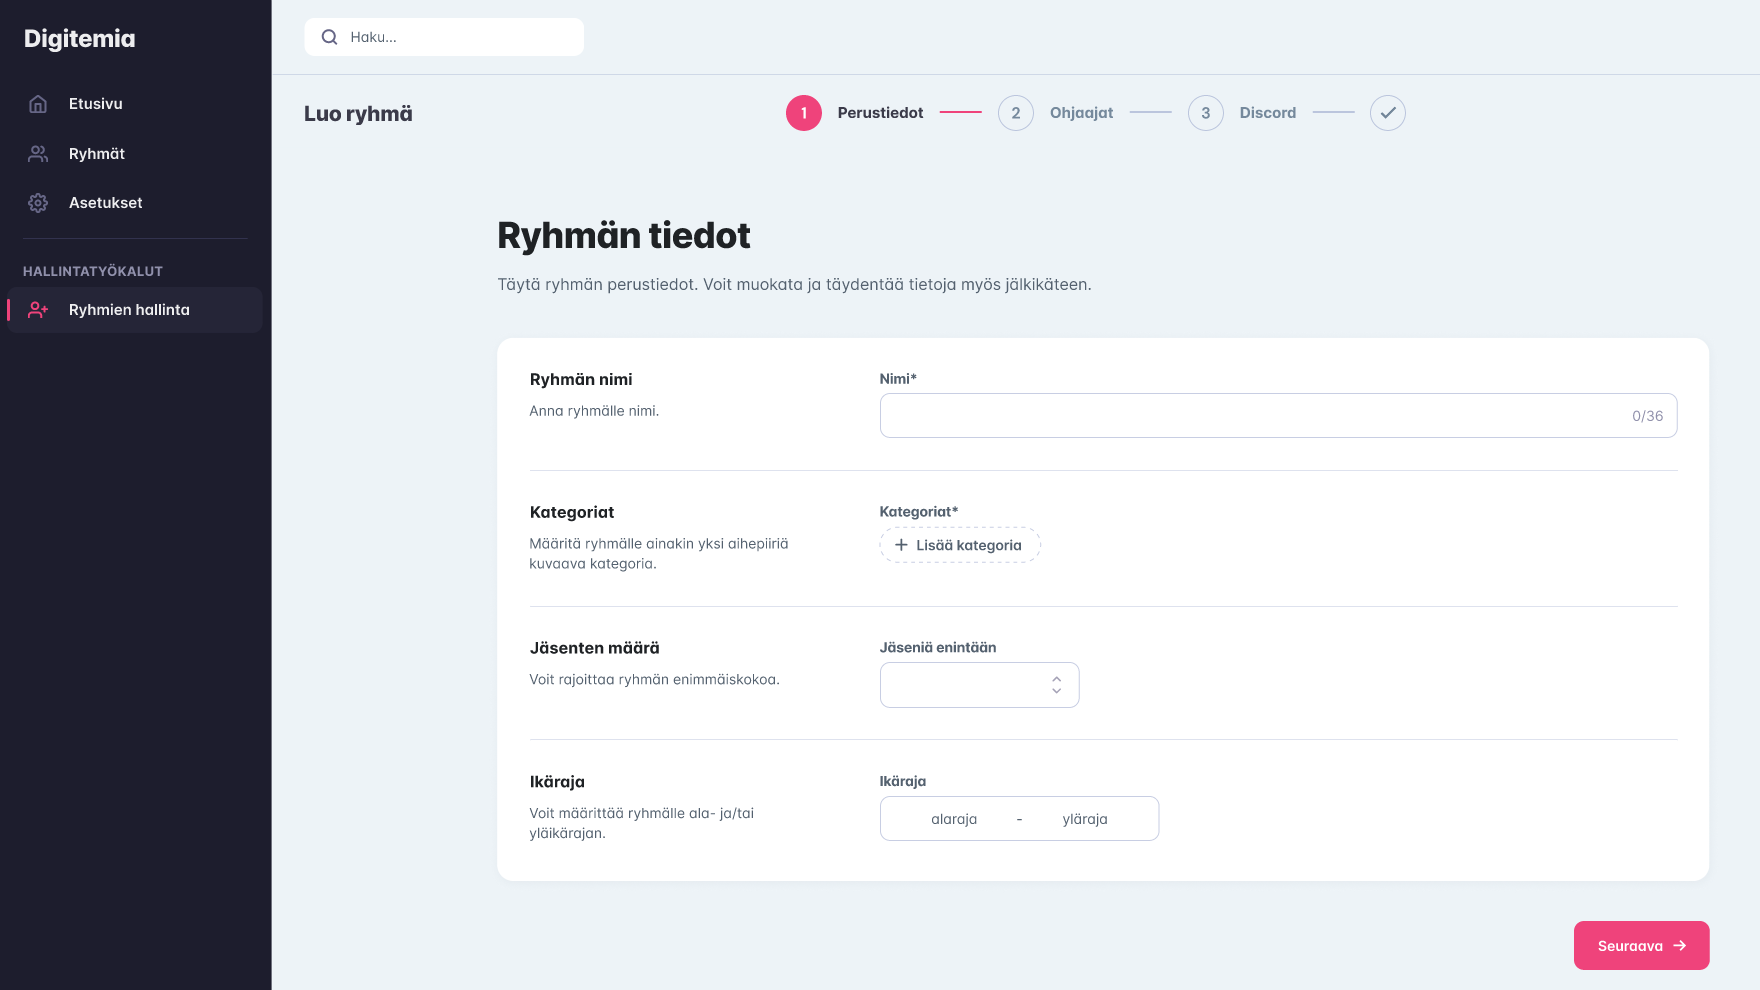 Digitemia
Etusivu
Ryhmät
Asetukset
HALLINTATYÖKALUT
Ryhmien hallinta
Haku...
Luo ryhmä
1 Perustiedot 2 Ohjaajat 3 Discord
Ryhmän tiedot
Täytä ryhmän perustiedot. Voit muokata ja täydentää tietoja myös jälkikäteen.
Ryhmän nimi
Anna ryhmälle nimi.
Nimi*
0/36
Kategoriat
Määritä ryhmälle ainakin yksi aihepiiriä
kuvaava kategoria.
Kategoriat*
+ Lisää kategoria
Jäsenten määrä
Voit rajoittaa ryhmän enimmäiskokoa.
Jäseniä enintään
Ikäraja
Voit määrittää ryhmälle ala- ja/tai
yläikärajan.
Ikäraja
alaraja - yläraja
Seuraava →